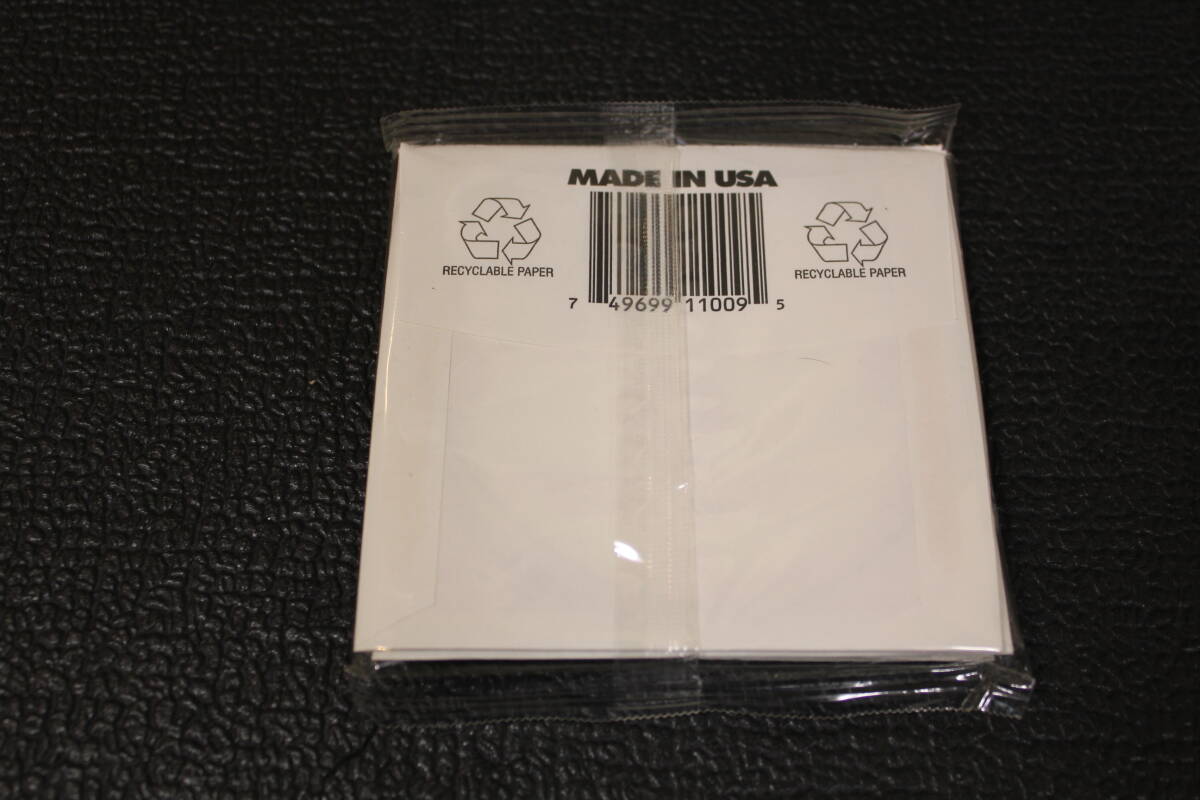 MADE IN USA
RECYCLABLE PAPER
RECYCLABLE PAPER
7 49699 11009 5